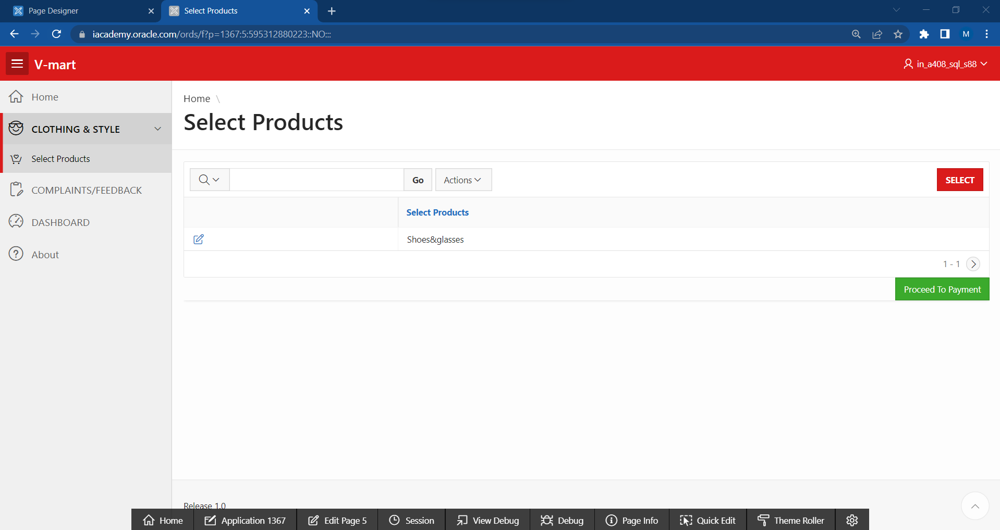 Page Designer
Select Products
iacademy.oracle.com/ords/f?p=1367:5:595312880223::NO:::
M
V-mart
in_a408_sql_s88
Home
CLOTHING & STYLE
Select Products
COMPLAINTS/FEEDBACK
DASHBOARD
About
Home \
Select Products
Go
Actions
SELECT
Select Products
Shoes&glasses
1 - 1
Proceed To Payment
Release 1.0
Home
Application 1367
Edit Page 5
Session
View Debug
Debug
Page Info
Quick Edit
Theme Roller